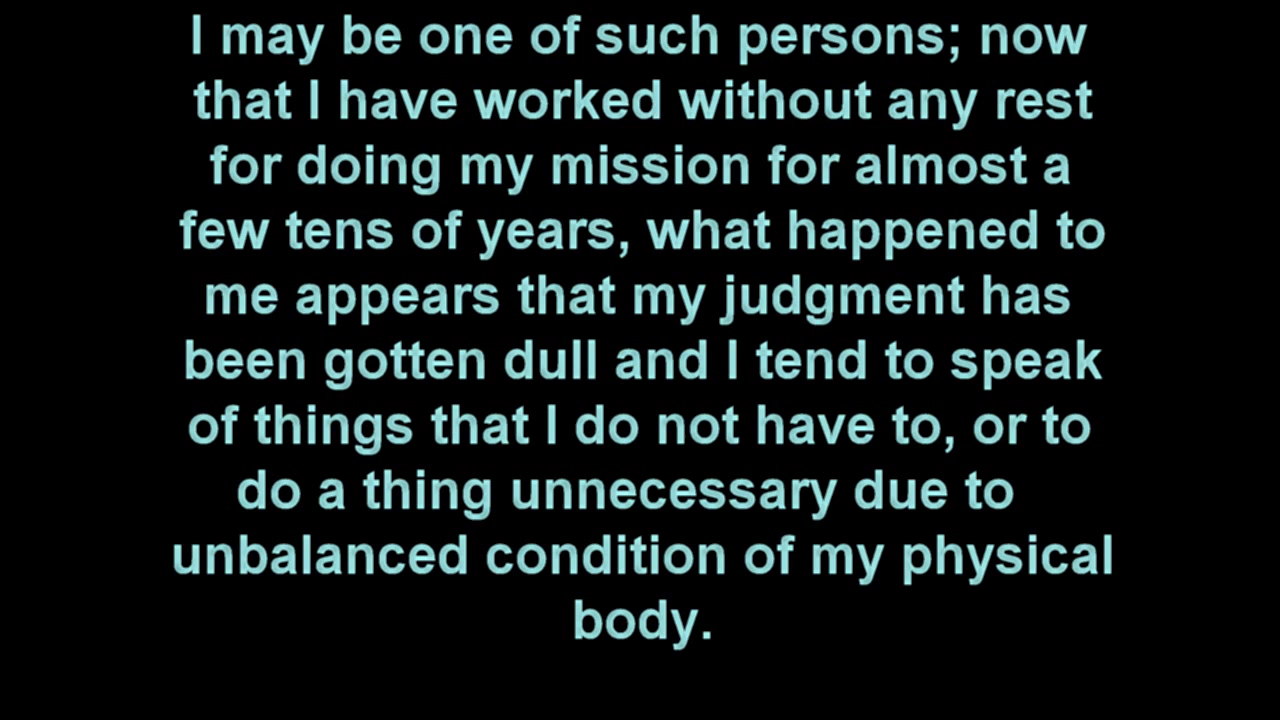 I may be one of such persons; now
that I have worked without any rest
for doing my mission for almost a
few tens of years, what happened to
me appears that my judgment has
been gotten dull and I tend to speak
of things that I do not have to, or to
do a thing unnecessary due to
unbalanced condition of my physical
body.